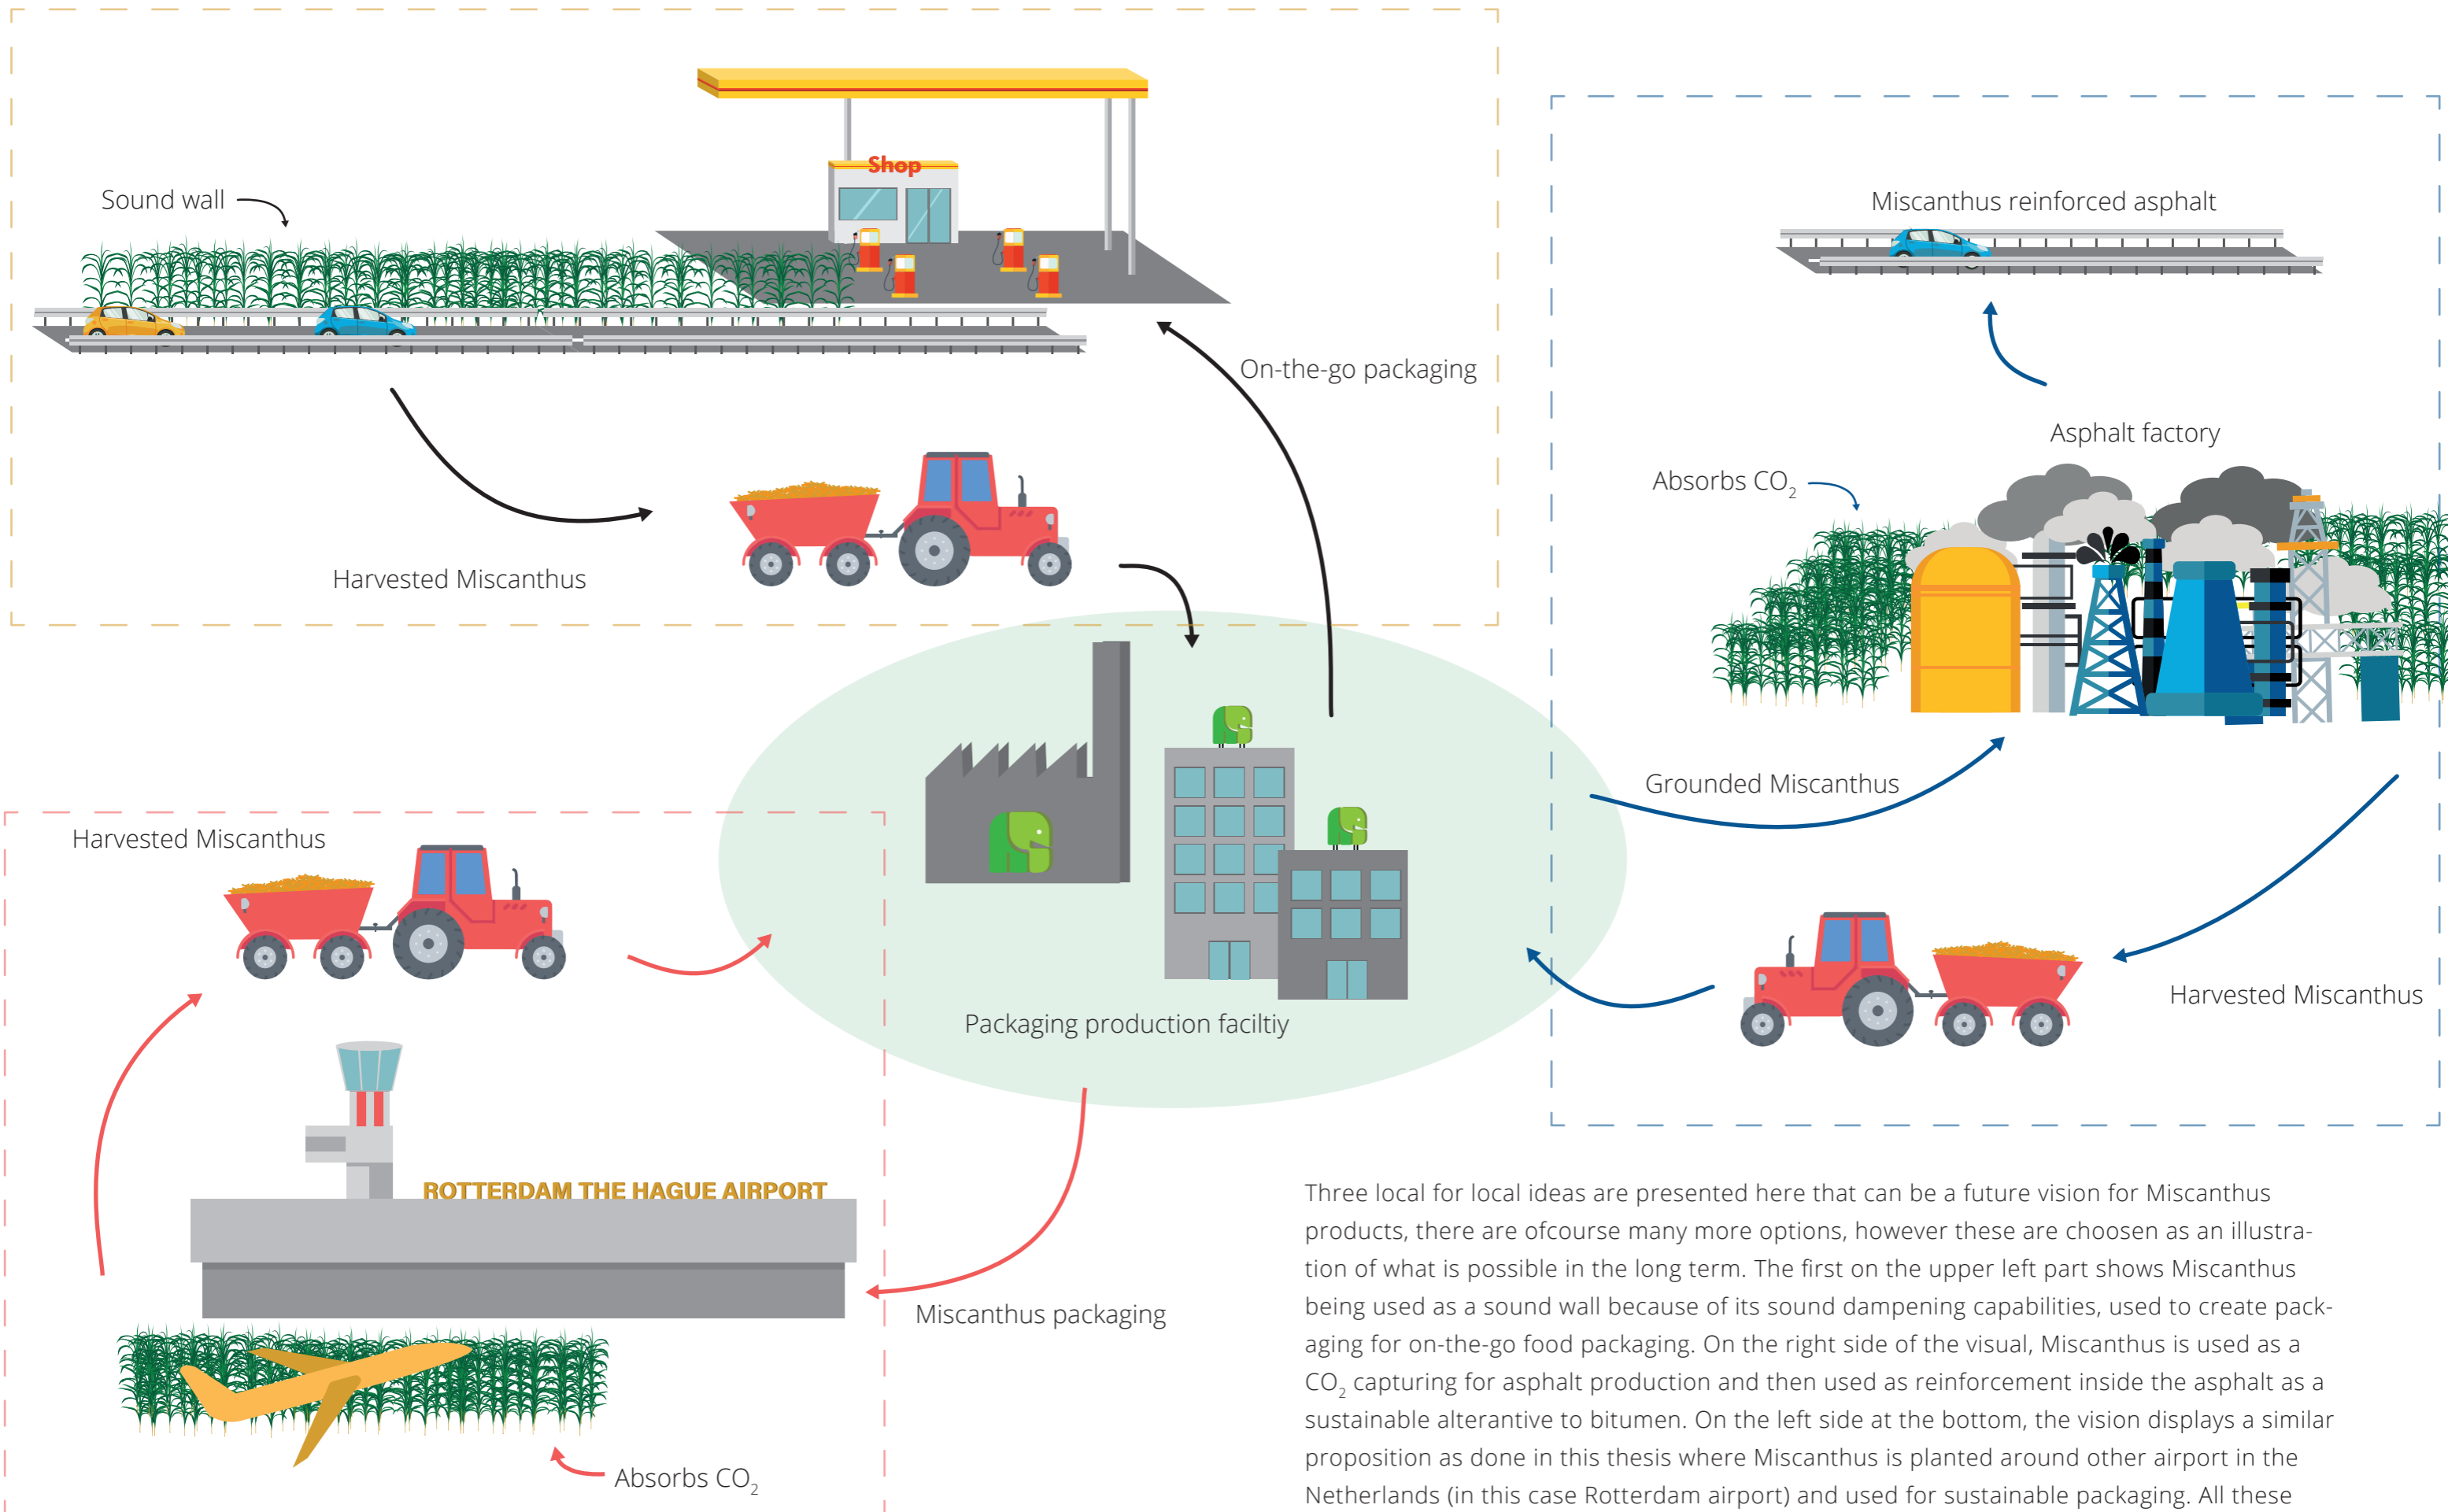 Shop
Sound wall
On-the-go packaging
Harvested Miscanthus
Miscanthus reinforced asphalt
Asphalt factory
Absorbs CO2
Grounded Miscanthus
Harvested Miscanthus
Harvested Miscanthus
Packaging production faciltiy
ROTTERDAM THE HAGUE AIRPORT
Miscanthus packaging
Absorbs CO2
Three local for local ideas are presented here that can be a future vision for Miscanthus
products, there are ofcourse many more options, however these are choosen as an illustra-
tion of what is possible in the long term. The first on the upper left part shows Miscanthus
being used as a sound wall because of its sound dampening capabilities, used to create pack-
aging for on-the-go food packaging. On the right side of the visual, Miscanthus is used as a
CO2 capturing for asphalt production and then used as reinforcement inside the asphalt as a
sustainable alterantive to bitumen. On the left side at the bottom, the vision displays a similar
proposition as done in this thesis where Miscanthus is planted around other airport in the
Netherlands (in this case Rotterdam airport) and used for sustainable packaging. All these